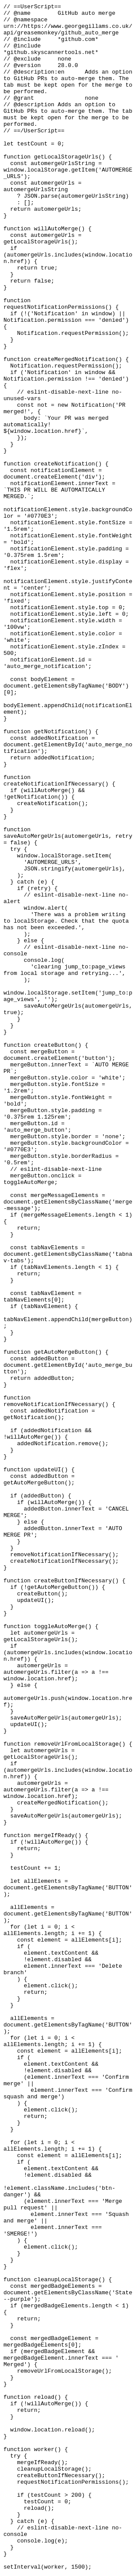 // ==UserScript==
// @name        GitHub auto merge
// @namespace
urn://https://www.georgegillams.co.uk/
api/greasemonkey/github_auto_merge
// @include     *github.com*
// @include
*github.skyscannertools.net*
// @exclude     none
// @version     28.0.0
// @description:en      Adds an option
to GitHub PRs to auto-merge them. The
tab must be kept open for the merge to
be performed.
// @grant       none
// @description Adds an option to
GitHub PRs to auto-merge them. The tab
must be kept open for the merge to be
performed.
// ==/UserScript==

let testCount = 0;

function getLocalStorageUrls() {
  const automergeUrlsString =
window.localStorage.getItem('AUTOMERGE
_URLS');
  const automergeUrls =
automergeUrlsString
    ? JSON.parse(automergeUrlsString)
    : [];
  return automergeUrls;
}

function willAutoMerge() {
  const automergeUrls =
getLocalStorageUrls();
  if
(automergeUrls.includes(window.locatio
n.href)) {
    return true;
  }
  return false;
}

function
requestNotificationPermissions() {
  if (!('Notification' in window) ||
Notification.permission === 'denied')
{
    Notification.requestPermission();
  }
}

function createMergedNotification() {
  Notification.requestPermission();
  if ('Notification' in window &&
Notification.permission !== 'denied')
{
    // eslint-disable-next-line no-
unused-vars
    const not = new Notification('PR
merged!', {
      body: `Your PR was merged
automatically!
${window.location.href}`,
    });
  }
}

function createNotification() {
  const notificationElement =
document.createElement('div');
  notificationElement.innerText =
`THIS PR WILL BE AUTOMATICALLY
MERGED.`;

notificationElement.style.backgroundCo
lor = '#0770E3';
  notificationElement.style.fontSize =
'1.5rem';
  notificationElement.style.fontWeight
= 'bold';
  notificationElement.style.padding =
'0.375rem 1.5rem';
  notificationElement.style.display =
'flex';

notificationElement.style.justifyConte
nt = 'center';
  notificationElement.style.position =
'fixed';
  notificationElement.style.top = 0;
  notificationElement.style.left = 0;
  notificationElement.style.width =
'100vw';
  notificationElement.style.color =
'white';
  notificationElement.style.zIndex =
500;
  notificationElement.id =
'auto_merge_notification';

  const bodyElement =
document.getElementsByTagName('BODY')
[0];

bodyElement.appendChild(notificationEl
ement);
}

function getNotification() {
  const addedNotification =
document.getElementById('auto_merge_no
tification');
  return addedNotification;
}

function
createNotificationIfNecessary() {
  if (willAutoMerge() &&
!getNotification()) {
    createNotification();
  }
}

function
saveAutoMergeUrls(automergeUrls, retry
= false) {
  try {
    window.localStorage.setItem(
      'AUTOMERGE_URLS',
      JSON.stringify(automergeUrls),
    );
  } catch (e) {
    if (retry) {
      // eslint-disable-next-line no-
alert
      window.alert(
        'There was a problem writing
to localStorage. Check that the quota
has not been exceeded.',
      );
    } else {
      // eslint-disable-next-line no-
console
      console.log(
        'clearing jump_to:page_views
from local storage and retrying...',
      );

window.localStorage.setItem('jump_to:p
age_views', '');
      saveAutoMergeUrls(automergeUrls,
true);
    }
  }
}

function createButton() {
  const mergeButton =
document.createElement('button');
  mergeButton.innerText = `AUTO MERGE
PR`;
  mergeButton.style.color = 'white';
  mergeButton.style.fontSize =
'1.2rem';
  mergeButton.style.fontWeight =
'bold';
  mergeButton.style.padding =
'0.375rem 1.125rem';
  mergeButton.id =
'auto_merge_button';
  mergeButton.style.border = 'none';
  mergeButton.style.backgroundColor =
'#0770E3';
  mergeButton.style.borderRadius =
'0.5rem';
  // eslint-disable-next-line
  mergeButton.onclick =
toggleAutoMerge;

  const mergeMessageElements =
document.getElementsByClassName('merge
-message');
  if (mergeMessageElements.length < 1)
{
    return;
  }

  const tabNavElements =
document.getElementsByClassName('tabna
v-tabs');
  if (tabNavElements.length < 1) {
    return;
  }

  const tabNavElement =
tabNavElements[0];
  if (tabNavElement) {

tabNavElement.appendChild(mergeButton)
;
  }
}

function getAutoMergeButton() {
  const addedButton =
document.getElementById('auto_merge_bu
tton');
  return addedButton;
}

function
removeNotificationIfNecessary() {
  const addedNotification =
getNotification();

  if (addedNotification &&
!willAutoMerge()) {
    addedNotification.remove();
  }
}

function updateUI() {
  const addedButton =
getAutoMergeButton();

  if (addedButton) {
    if (willAutoMerge()) {
      addedButton.innerText = 'CANCEL
MERGE';
    } else {
      addedButton.innerText = 'AUTO
MERGE PR';
    }
  }
  removeNotificationIfNecessary();
  createNotificationIfNecessary();
}

function createButtonIfNecessary() {
  if (!getAutoMergeButton()) {
    createButton();
    updateUI();
  }
}

function toggleAutoMerge() {
  let automergeUrls =
getLocalStorageUrls();
  if
(automergeUrls.includes(window.locatio
n.href)) {
    automergeUrls =
automergeUrls.filter(a => a !==
window.location.href);
  } else {

automergeUrls.push(window.location.hre
f);
  }
  saveAutoMergeUrls(automergeUrls);
  updateUI();
}

function removeUrlFromLocalStorage() {
  let automergeUrls =
getLocalStorageUrls();
  if
(automergeUrls.includes(window.locatio
n.href)) {
    automergeUrls =
automergeUrls.filter(a => a !==
window.location.href);
    createMergedNotification();
  }
  saveAutoMergeUrls(automergeUrls);
}

function mergeIfReady() {
  if (!willAutoMerge()) {
    return;
  }

  testCount += 1;

  let allElements =
document.getElementsByTagName('BUTTON'
);

  allElements =
document.getElementsByTagName('BUTTON'
);
  for (let i = 0; i <
allElements.length; i += 1) {
    const element = allElements[i];
    if (
      element.textContent &&
      !element.disabled &&
      element.innerText === 'Delete
branch'
    ) {
      element.click();
      return;
    }
  }

  allElements =
document.getElementsByTagName('BUTTON'
);
  for (let i = 0; i <
allElements.length; i += 1) {
    const element = allElements[i];
    if (
      element.textContent &&
      !element.disabled &&
      (element.innerText === 'Confirm
merge' ||
        element.innerText === 'Confirm
squash and merge')
    ) {
      element.click();
      return;
    }
  }

  for (let i = 0; i <
allElements.length; i += 1) {
    const element = allElements[i];
    if (
      element.textContent &&
      !element.disabled &&

!element.className.includes('btn-
danger') &&
      (element.innerText === 'Merge
pull request' ||
        element.innerText === 'Squash
and merge' ||
        element.innerText ===
'SMERGE!')
    ) {
      element.click();
    }
  }
}

function cleanupLocalStorage() {
  const mergedBadgeElements =
document.getElementsByClassName('State
--purple');
  if (mergedBadgeElements.length < 1)
{
    return;
  }

  const mergedBadgeElement =
mergedBadgeElements[0];
  if (mergedBadgeElement &&
mergedBadgeElement.innerText === '
Merged') {
    removeUrlFromLocalStorage();
  }
}

function reload() {
  if (!willAutoMerge()) {
    return;
  }

  window.location.reload();
}

function worker() {
  try {
    mergeIfReady();
    cleanupLocalStorage();
    createButtonIfNecessary();
    requestNotificationPermissions();

    if (testCount > 200) {
      testCount = 0;
      reload();
    }
  } catch (e) {
    // eslint-disable-next-line no-
console
    console.log(e);
  }
}

setInterval(worker, 1500);